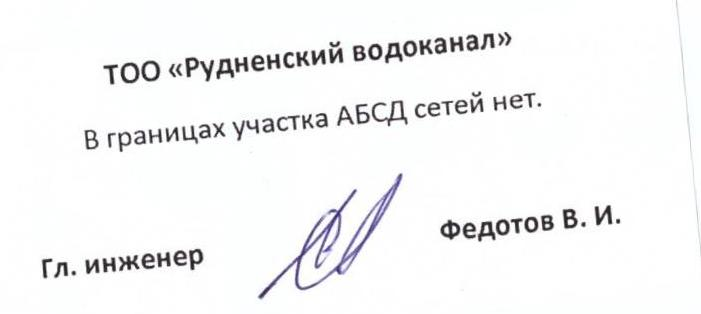 ТОО «Рудненский водоканал»
В границах участка АБСД сетей нет.
Гл. инженер Федотов В. И.